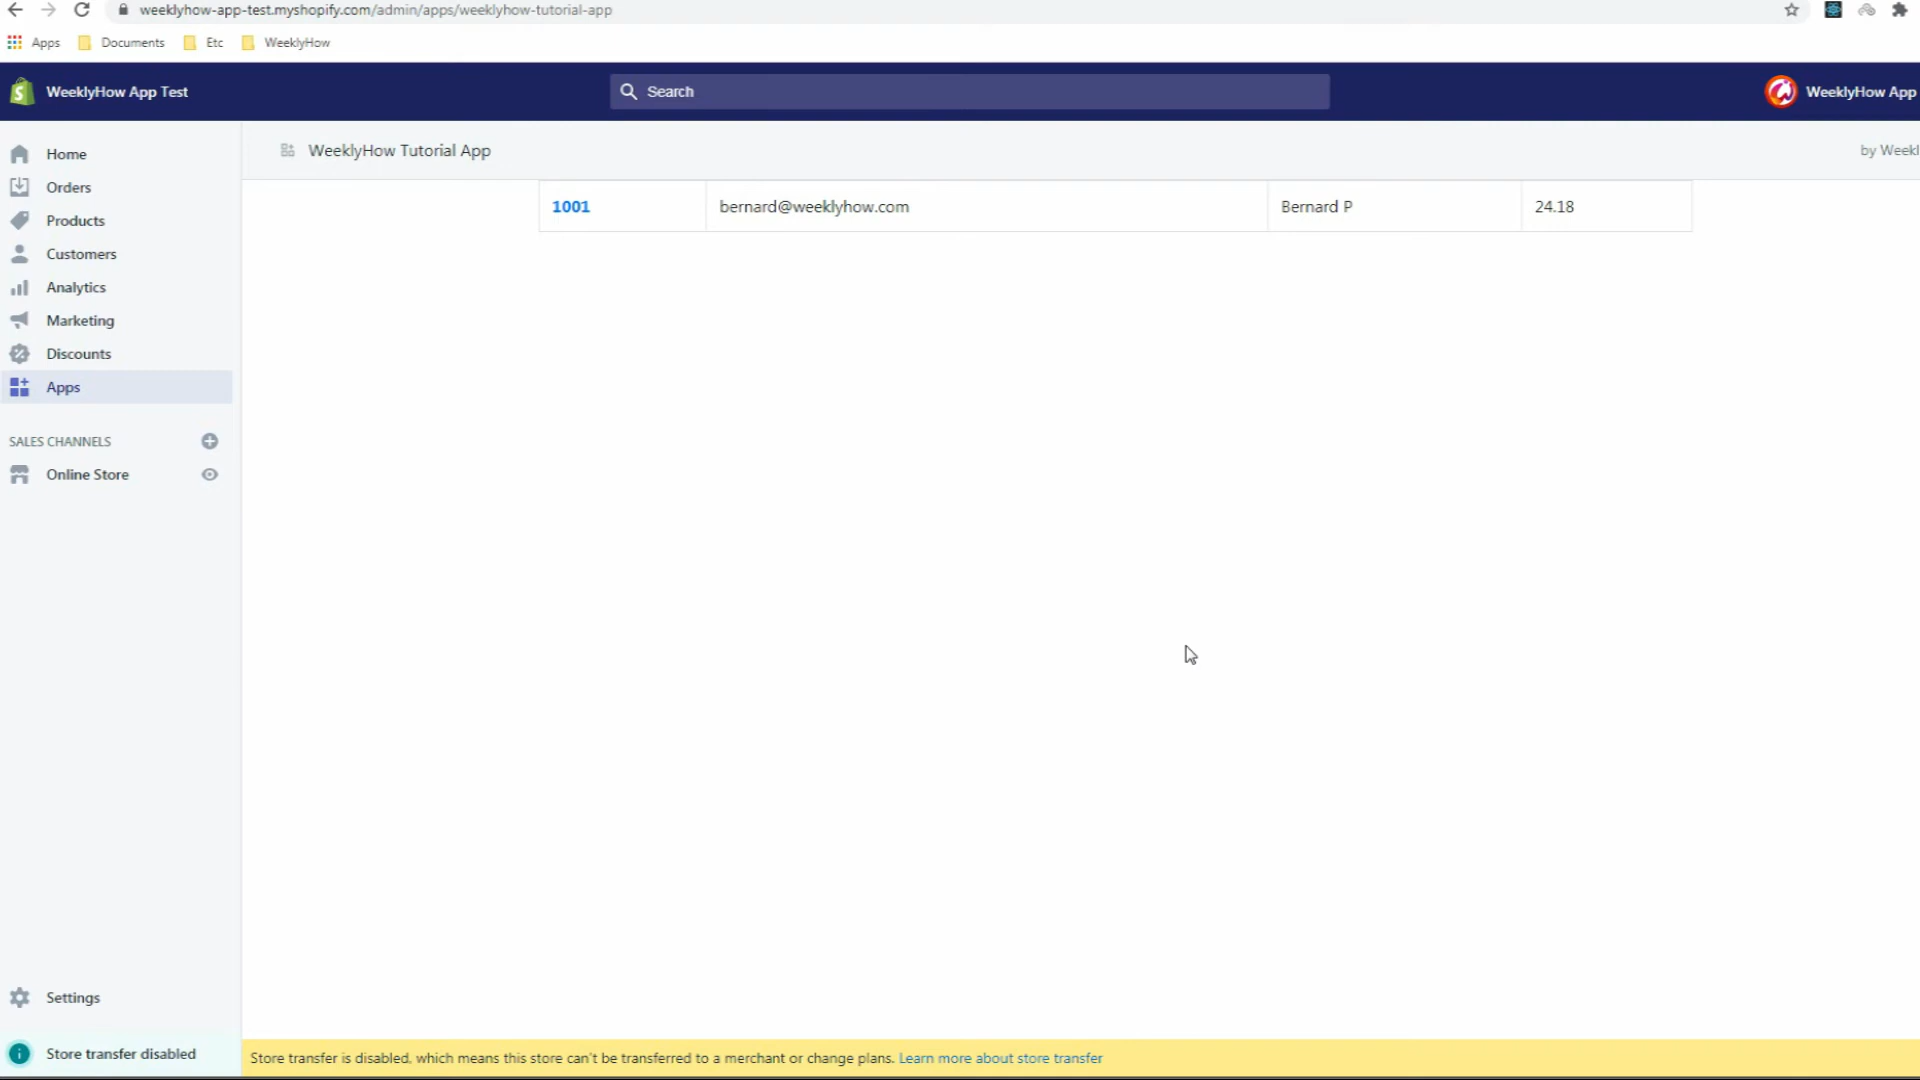 weeklyhow-app-test.myshopify.com/admin/apps/weeklyhow-tutorial-app
Apps Documents Etc WeeklyHow
WeeklyHow App Test
Search
WeeklyHow App
WeeklyHow Tutorial App
by Weekl
Home
Orders
Products
Customers
Analytics
Marketing
Discounts
Apps
SALES CHANNELS
Online Store
Settings
Store transfer disabled
1001 bernard@weeklyhow.com Bernard P 24.18
Store transfer is disabled, which means this store can't be transferred to a merchant or change plans. Learn more about store transfer